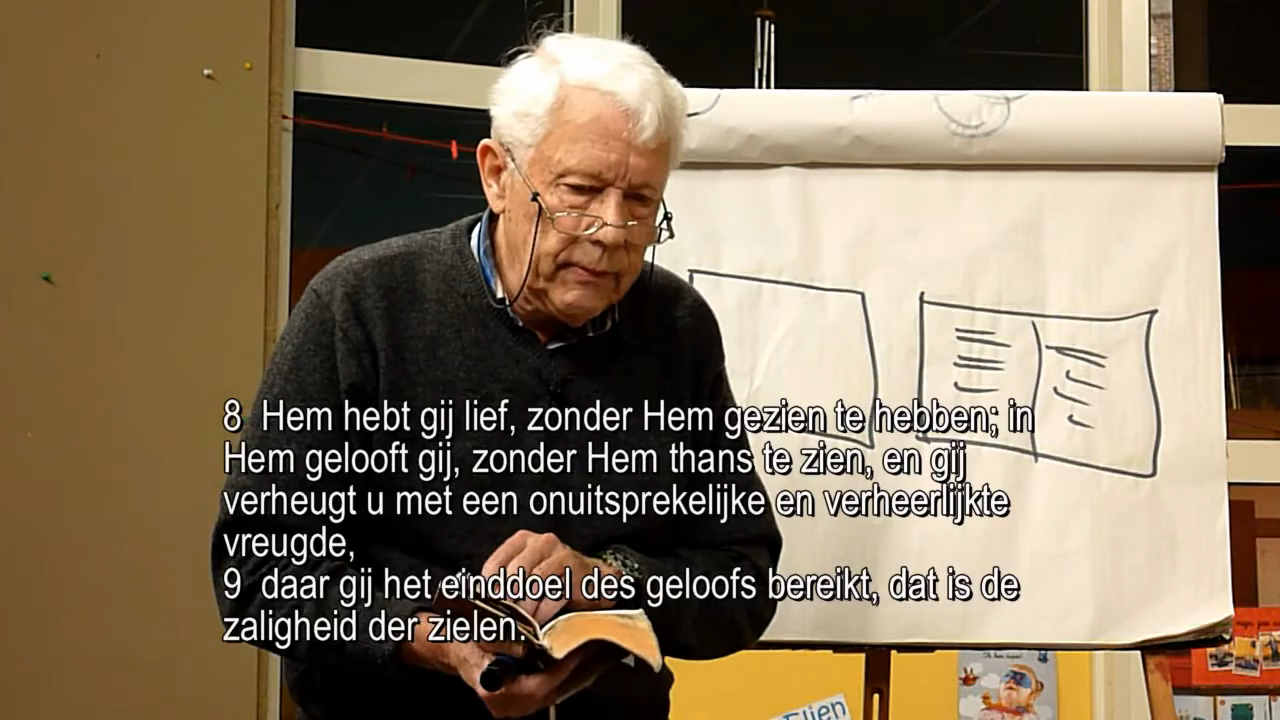 8 Hem hebt gij lief, zonder Hem gezien te hebben; in
Hem gelooft gij, zonder Hem thans te zien, en gij
verheugt u met een onuitsprekelijke en verheerlijkte
vreugde,
9 daar gij het einddoel des geloofs bereikt, dat is de
zaligheid der zielen.
Elien